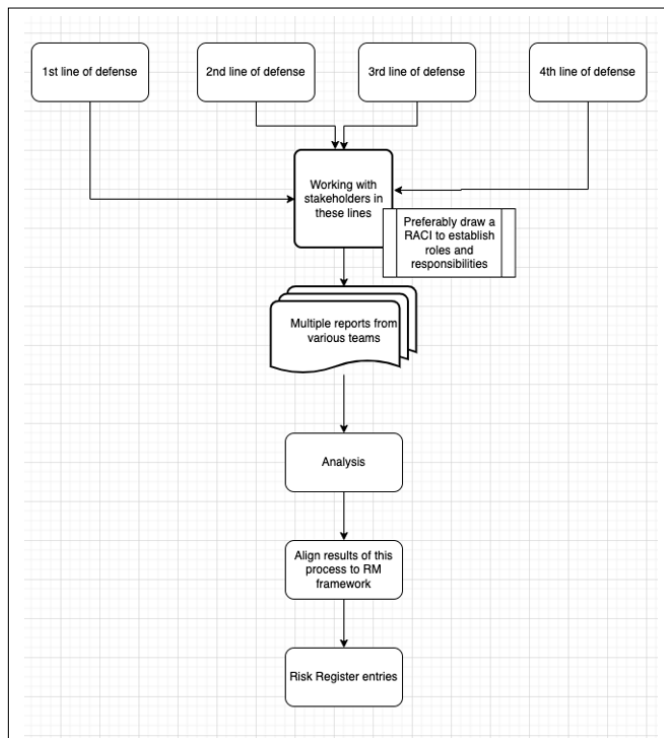 1st line of defense
2nd line of defense
3rd line of defense
4th line of defense
Working with
stakeholders in
these lines
Preferably draw a
RACI to establish
roles and
responsibilities
Multiple reports from
various teams
Analysis
Align results of this
process to RM
framework
Risk Register entries